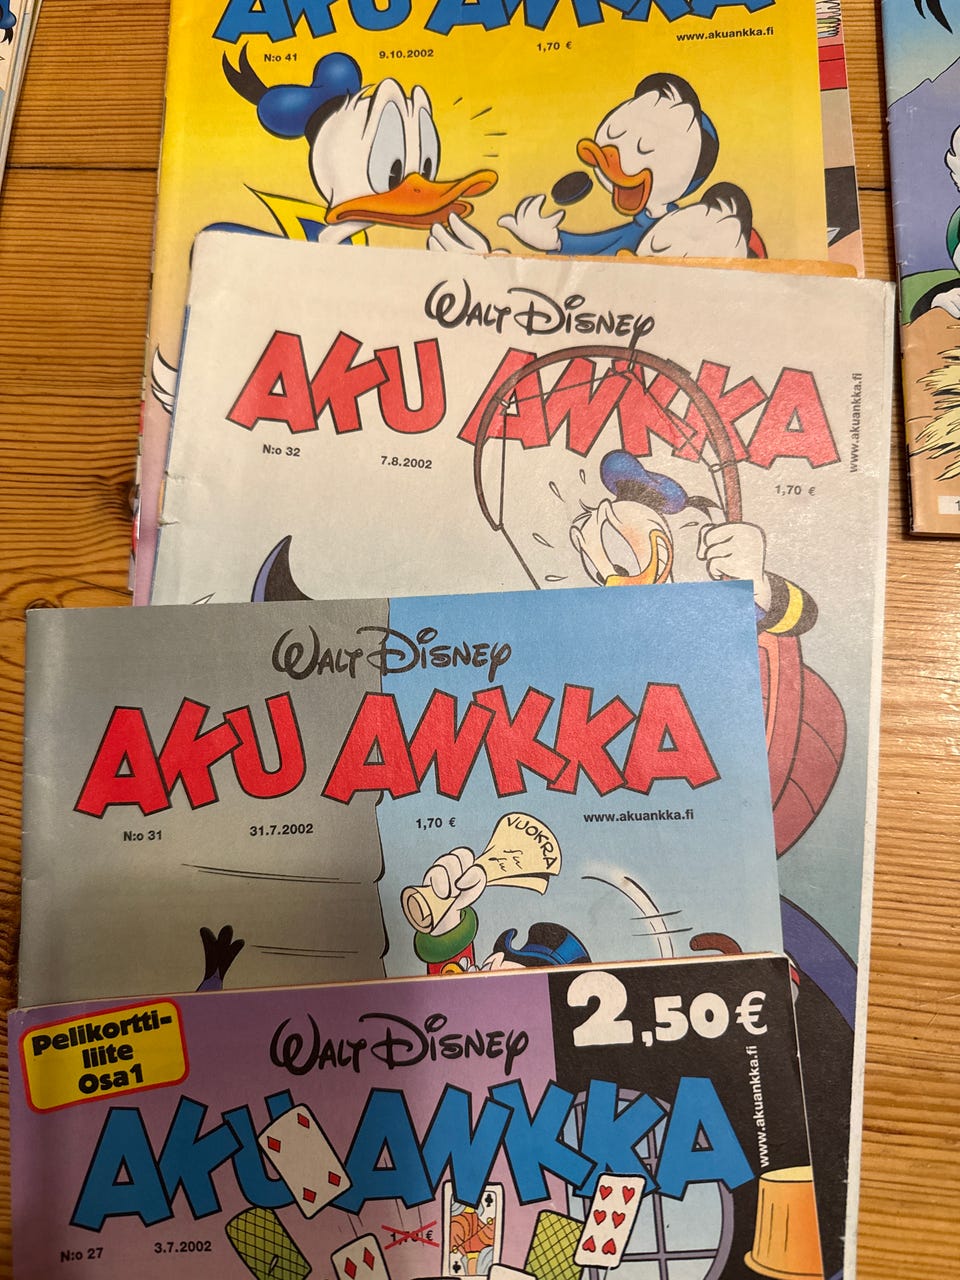 AKU ANKKA
www.akuankka.fi
N:o 41 9.10.2002 1,70 €
WALT DISNEY
AKU ANKKA
www.akuankka.fi
N:o 32 7.8.2002
1,70 €
WALT DISNEY
AKU ANKKA
N:o 31 31.7.2002 1,70 € www.akuankka.fi
VUOKRA
2,50 €
Pelikortti-
liite
Osa 1
WALT DISNEY
www.akuankka.fi
AKU ANKKA
1,70 €
N:o 27 3.7.2002